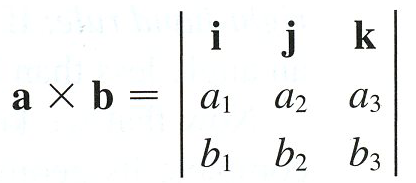 i j k
a × b = | a₁ a₂ a₃ |
b₁ b₂ b₃